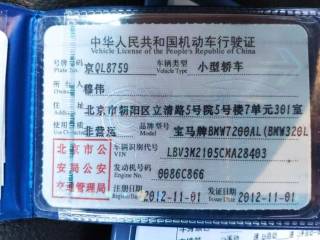 中华人民共和国机动车行驶证
Vehicle License of the People's Republic of China
号牌号码 京QL8759 车辆类型 小型轿车
Plate No. Vehicle Type
所有人 穆伟
住址 北京市朝阳区立清路5号院5号楼7单元301室
使用性质 非营运 品牌型号 宝马牌BMW7200AL(BMW320L
北京市公
安局公安
交通管理局
车辆识别代号 LBV3M2105CMA28403
VIN
发动机号码 0086C866
Engine No.
注册日期 2012-11-01 发证日期 2012-11-01